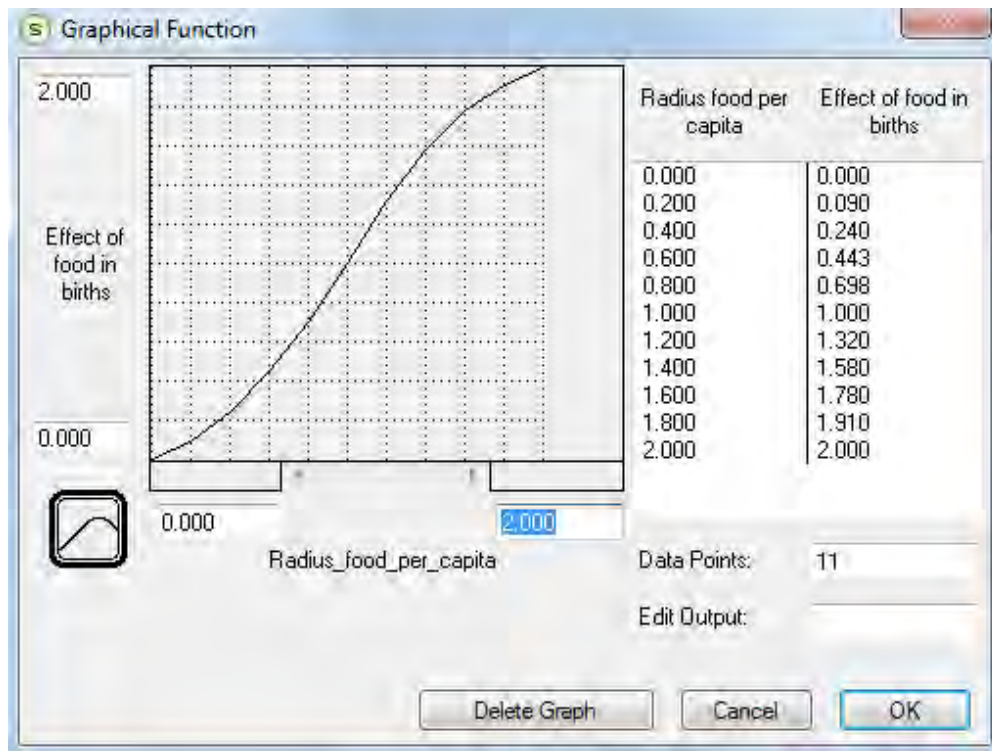 S Graphical Function
2.000
Effect of
food in
births
0.000
0.000 2.000
Radius_food_per_capita
Radius food per
capita
Effect of food in
births
0.000 0.000
0.200 0.090
0.400 0.240
0.600 0.443
0.800 0.698
1.000 1.000
1.200 1.320
1.400 1.580
1.600 1.780
1.800 1.910
2.000 2.000
Data Points: 11
Edit Output:
Delete Graph Cancel OK